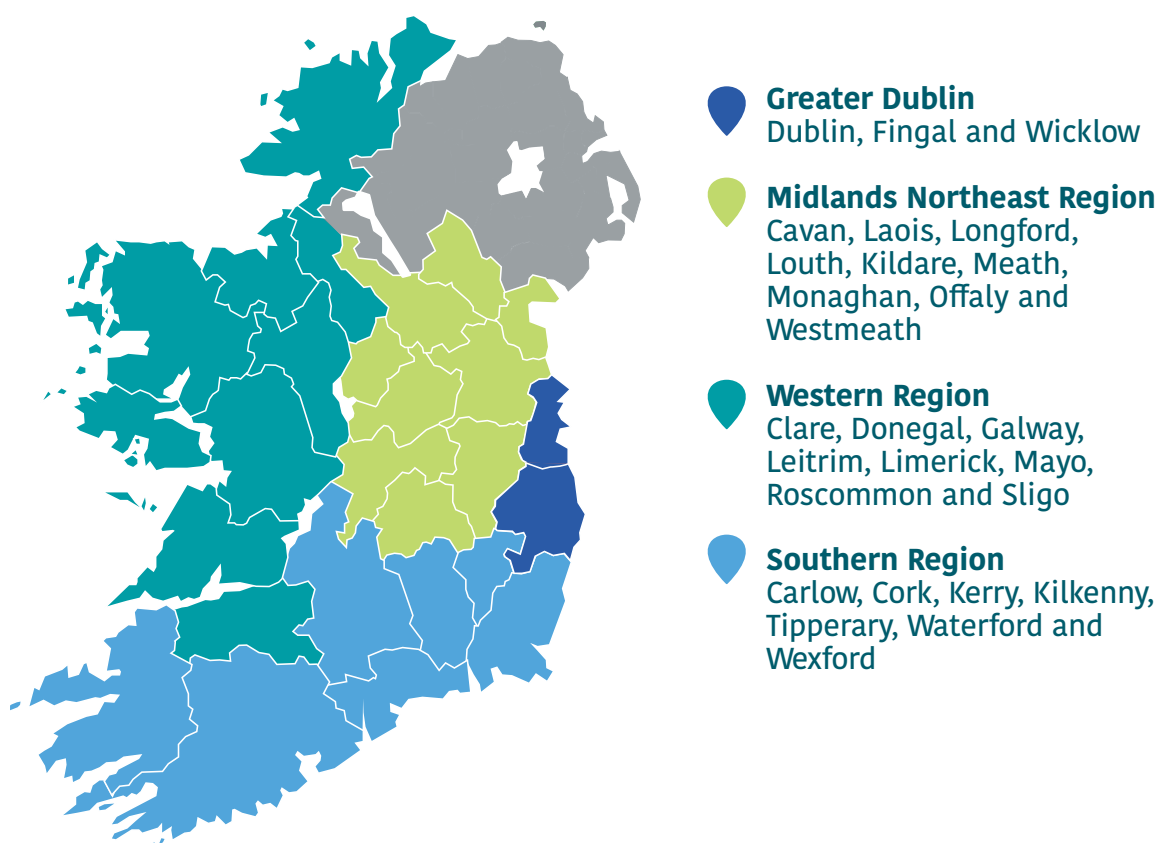 Greater Dublin
Dublin, Fingal and Wicklow
Midlands Northeast Region
Cavan, Laois, Longford,
Louth, Kildare, Meath,
Monaghan, Offaly and
Westmeath
Western Region
Clare, Donegal, Galway,
Leitrim, Limerick, Mayo,
Roscommon and Sligo
Southern Region
Carlow, Cork, Kerry, Kilkenny,
Tipperary, Waterford and
Wexford